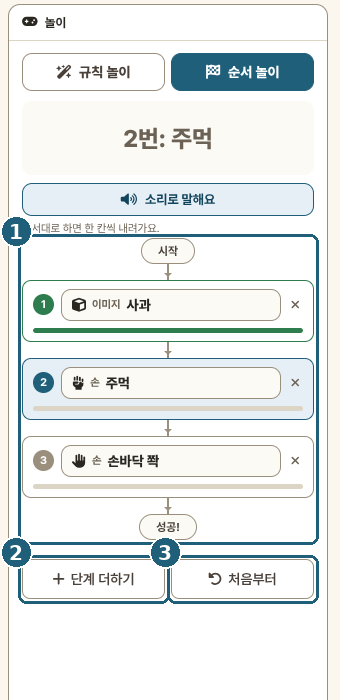 놀이
규칙 놀이
순서 놀이
2번: 주먹
소리로 말해요
1
서대로 하면 한 칸씩 내려가요.
시작
1 이미지 사과 ×
2 손 주먹 ×
3 손 손바닥 쫙 ×
성공!
2
3
+ 단계 더하기
처음부터